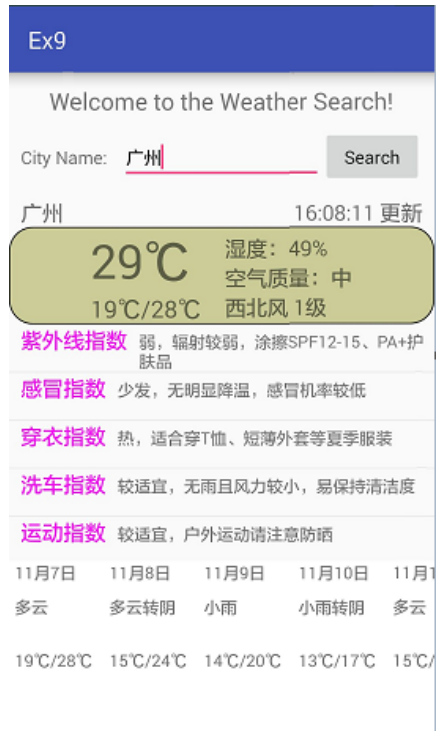 Ex9
Welcome to the Weather Search!
City Name: 广州 Search
广州 16:08:11 更新
29℃ 湿度：49%
空气质量：中
19℃/28℃ 西北风 1级
紫外线指数 弱，辐射较弱，涂擦SPF12-15、PA+护
肤品
感冒指数 少发，无明显降温，感冒机率较低
穿衣指数 热，适合穿T恤、短薄外套等夏季服装
洗车指数 较适宜，无雨且风力较小，易保持清洁度
运动指数 较适宜，户外运动请注意防晒
11月7日 11月8日 11月9日 11月10日 11月1
多云 多云转阴 小雨 小雨转阴 多云
19℃/28℃ 15℃/24℃ 14℃/20℃ 13℃/17℃ 15℃/